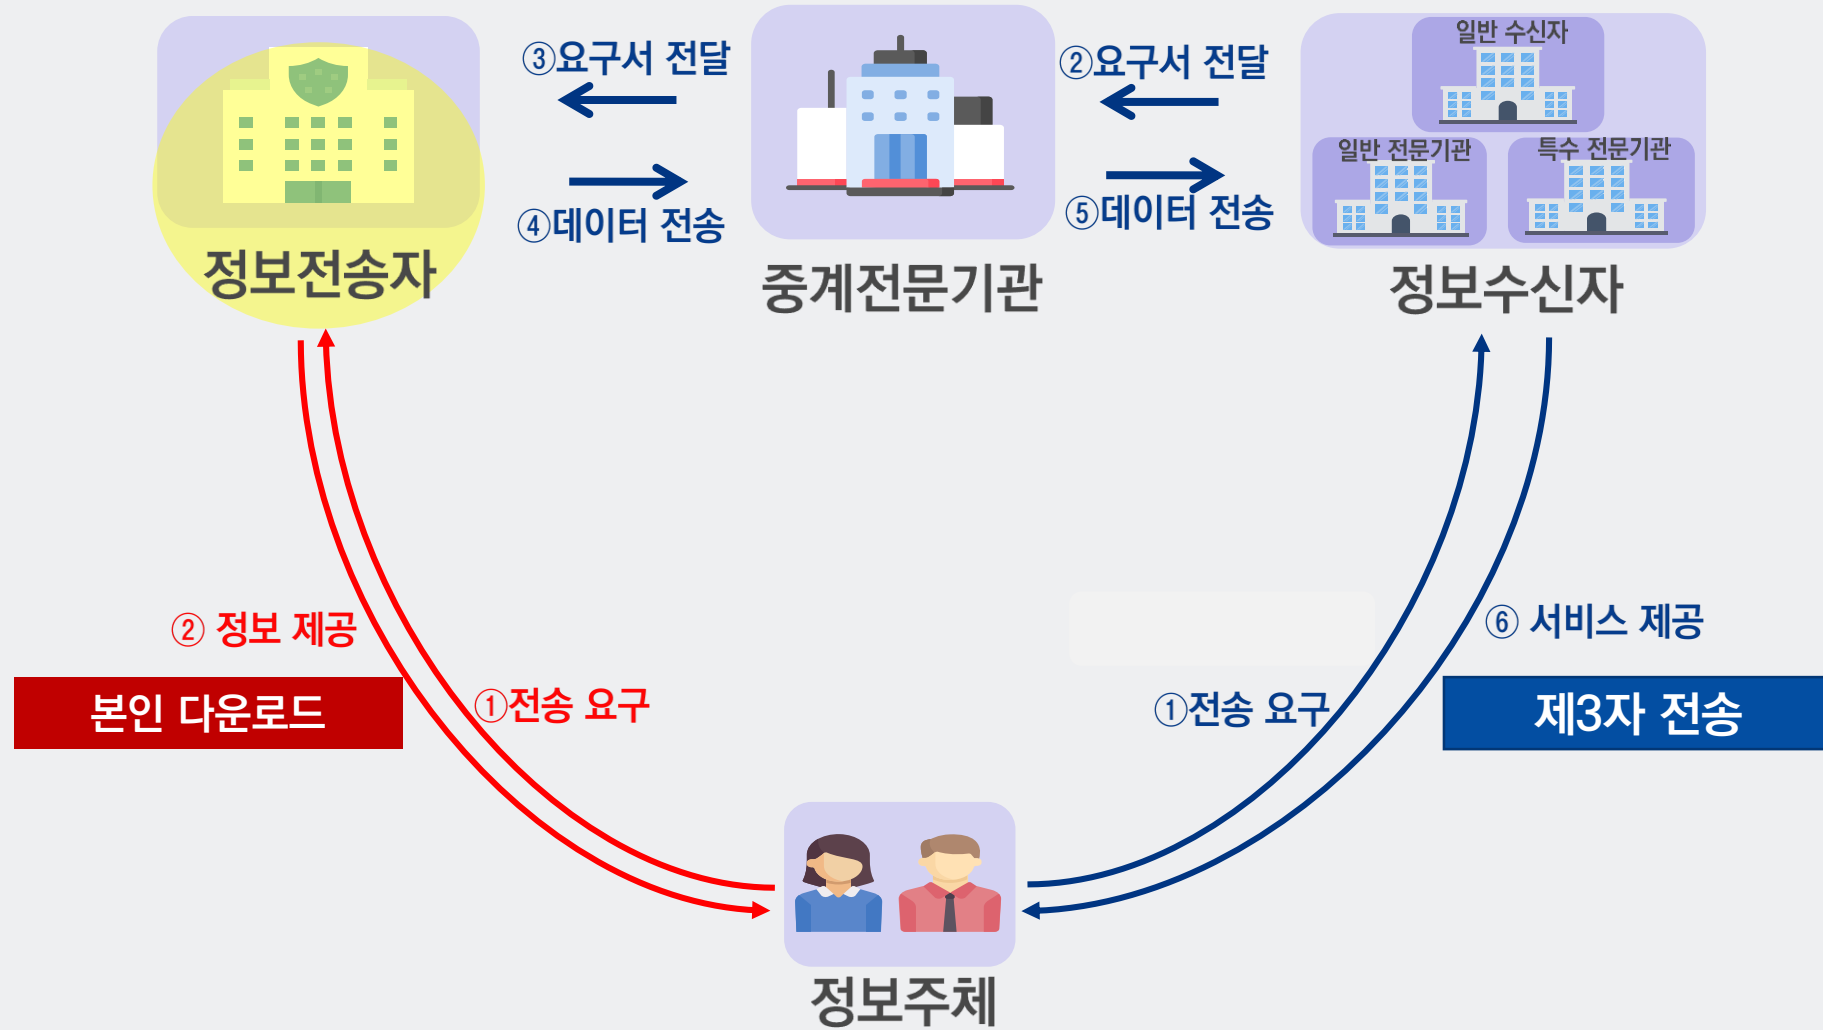 ③요구서 전달
②요구서 전달
일반 수신자
일반 전문기관
특수 전문기관
④데이터 전송
⑤데이터 전송
정보전송자
중계전문기관
정보수신자
② 정보 제공
본인 다운로드
①전송 요구
①전송 요구
⑥ 서비스 제공
제3자 전송
정보주체